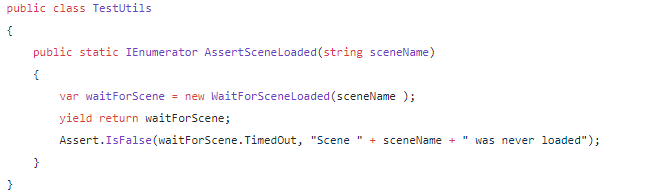 public class TestUtils
{
    public static IEnumerator AssertSceneLoaded(string sceneName)
    {
        var waitForScene = new WaitForSceneLoaded(sceneName );
        yield return waitForScene;
        Assert.IsFalse(waitForScene.TimedOut, "Scene " + sceneName + " was never loaded");
    }
}